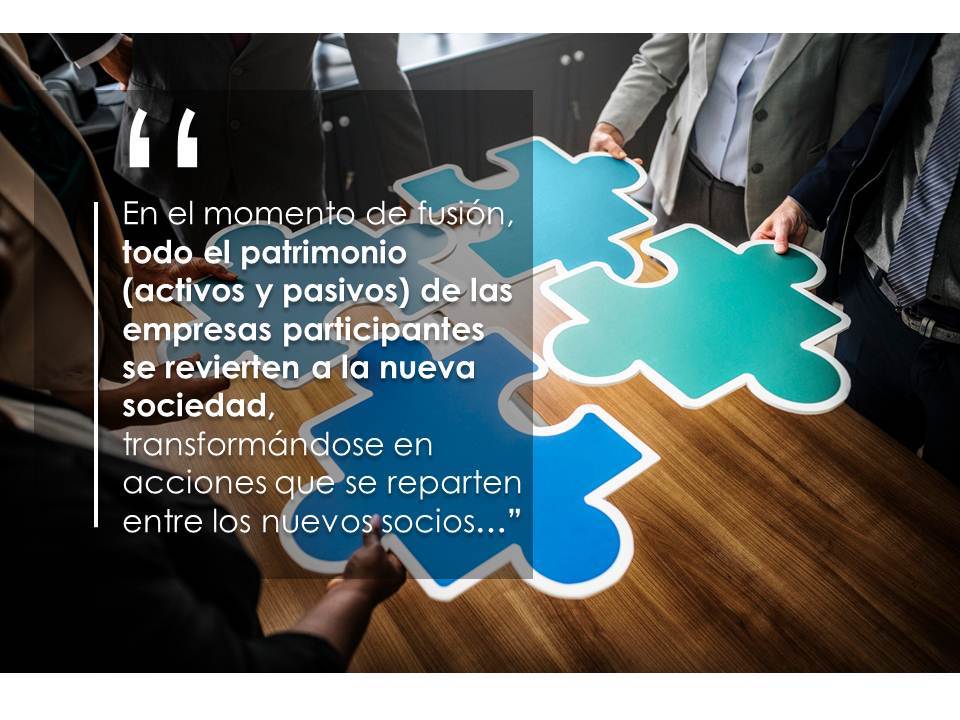 “
En el momento de fusión,
todo el patrimonio
(activos y pasivos) de las
empresas participantes
se revierten a la nueva
sociedad,
transformándose en
acciones que se reparten
entre los nuevos socios…”